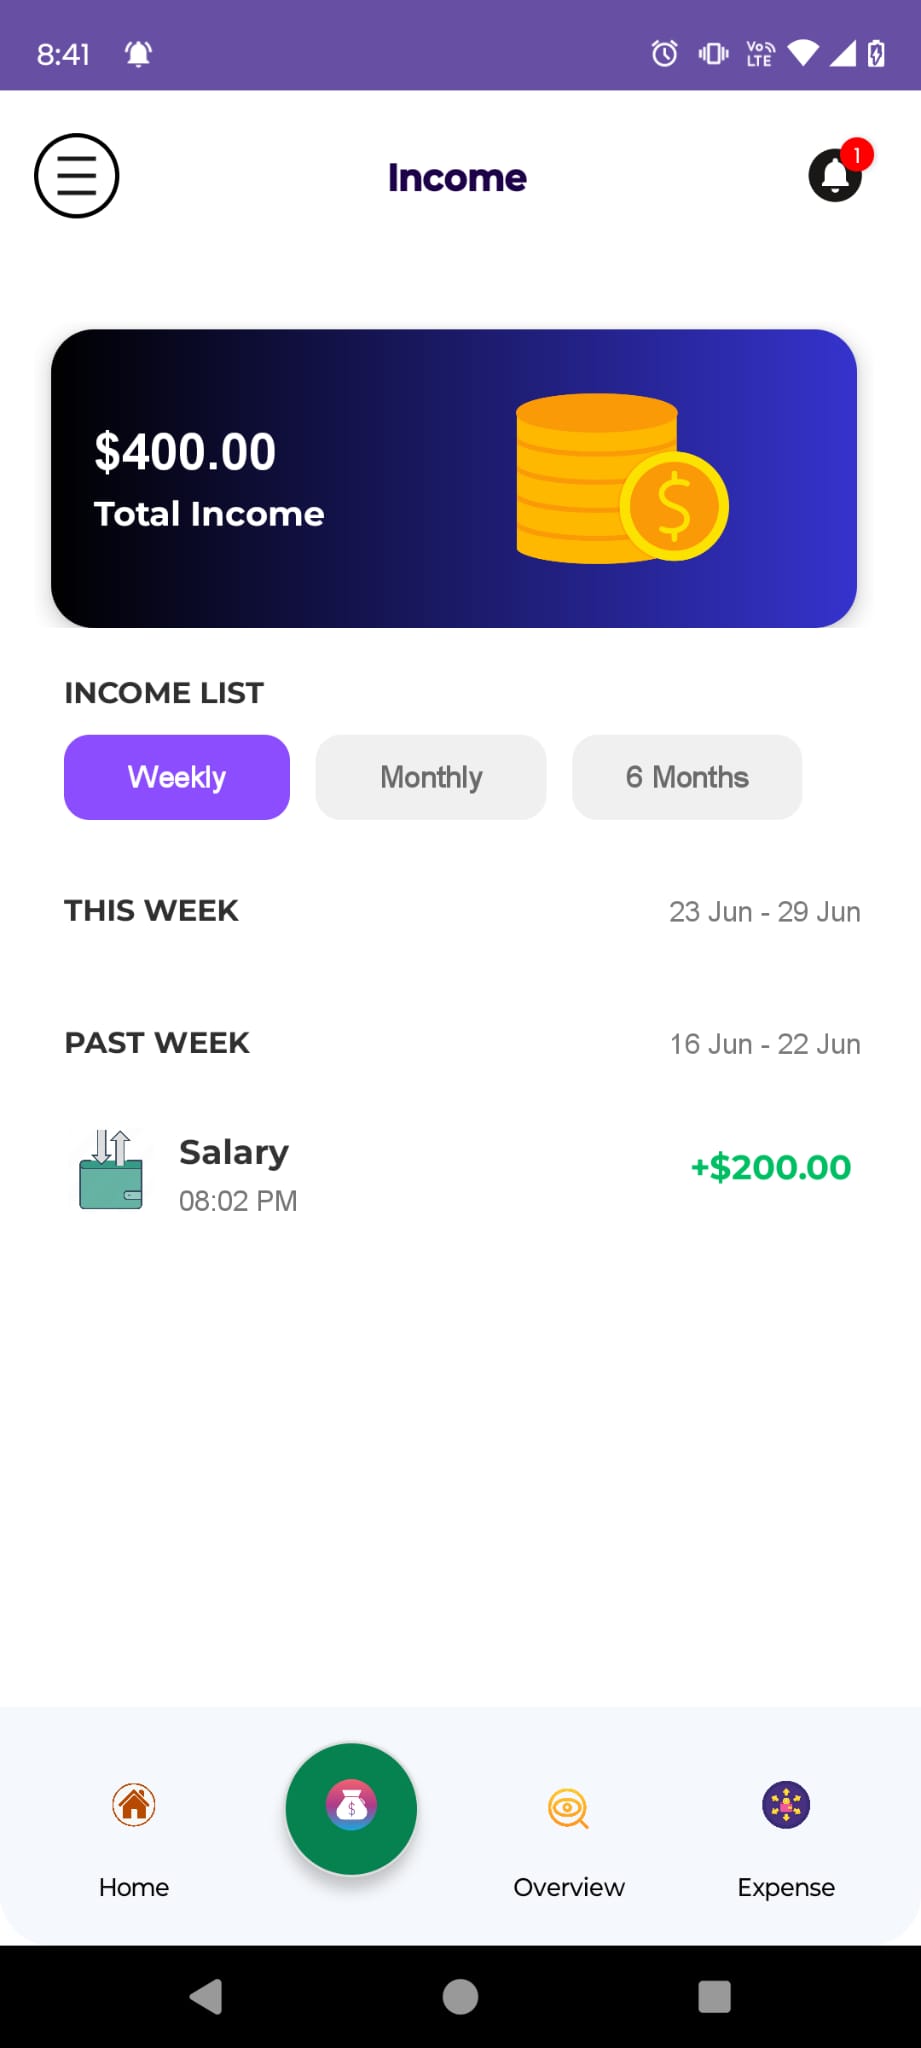 8:41
Vo LTE
Income
1
$400.00
Total Income
$
INCOME LIST
Weekly Monthly 6 Months
THIS WEEK 23 Jun - 29 Jun
PAST WEEK 16 Jun - 22 Jun
Salary
+$200.00
08:02 PM
$
Home Overview Expense